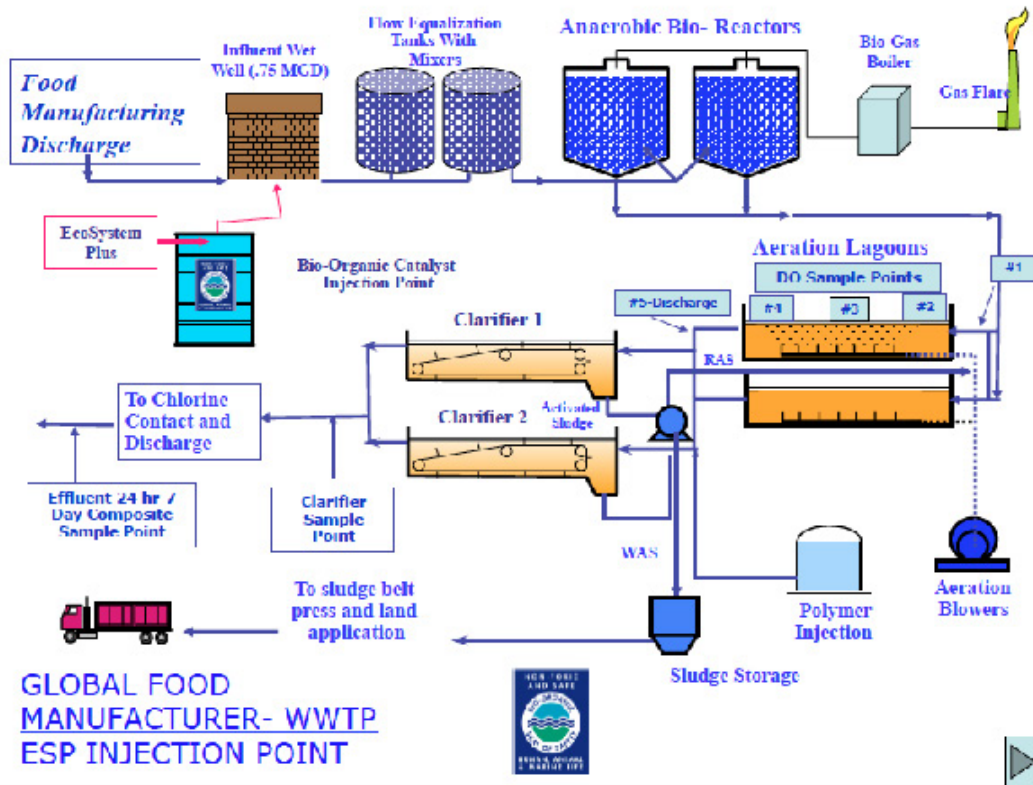 Flow Equalization
Tanks With
Mixers
Anaerobic Bio- Reactors
Bio Gas
Boiler
Gas Flare
Influent Wet
Well (.75 MGD)
Food
Manufacturing
Discharge
EcoSystem
Plus
Bio-Organic Catalyst
Injection Point
Aeration Lagoons
DO Sample Points
#1
#4
#3
#2
#5-Discharge
Clarifier 1
RAS
Activated
Sludge
Clarifier 2
To Chlorine
Contact and
Discharge
Effluent 24 hr 7
Day Composite
Sample Point
Clarifier
Sample
Point
WAS
Polymer
Injection
Aeration
Blowers
To sludge belt
press and land
application
Sludge Storage
GLOBAL FOOD
MANUFACTURER- WWTP
ESP INJECTION POINT
NON TOXIC
AND SAFE